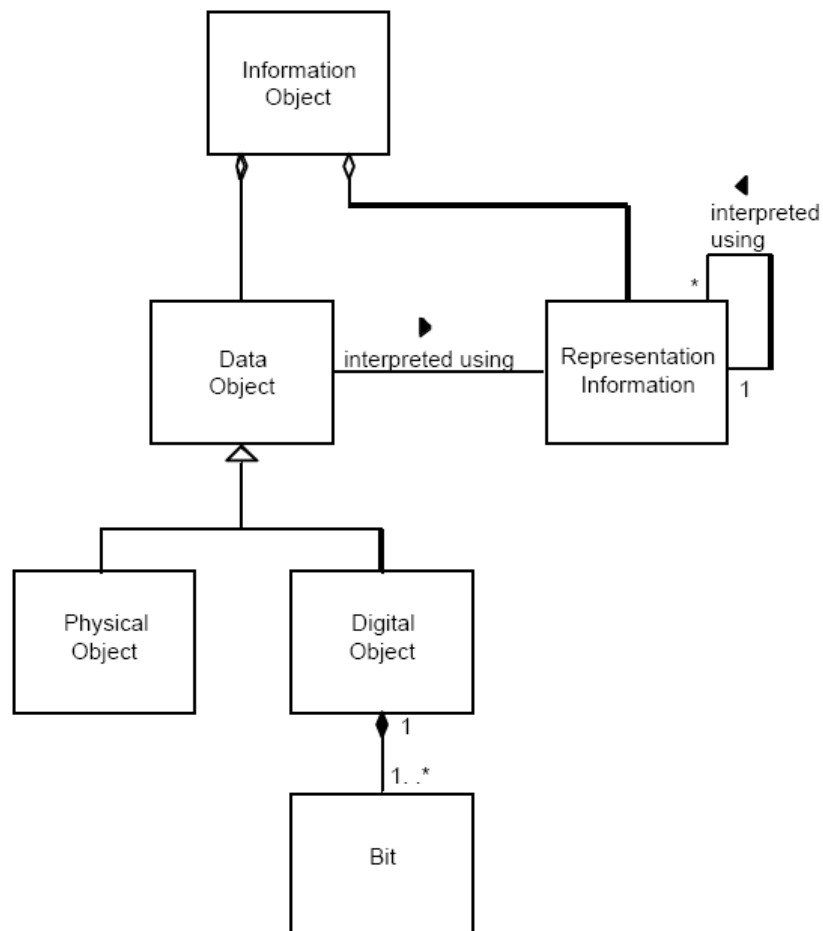 Information
Object
interpreted
using
*
Data
Object
interpreted using
Representation
Information
1
Physical
Object
Digital
Object
1
1. .*
Bit